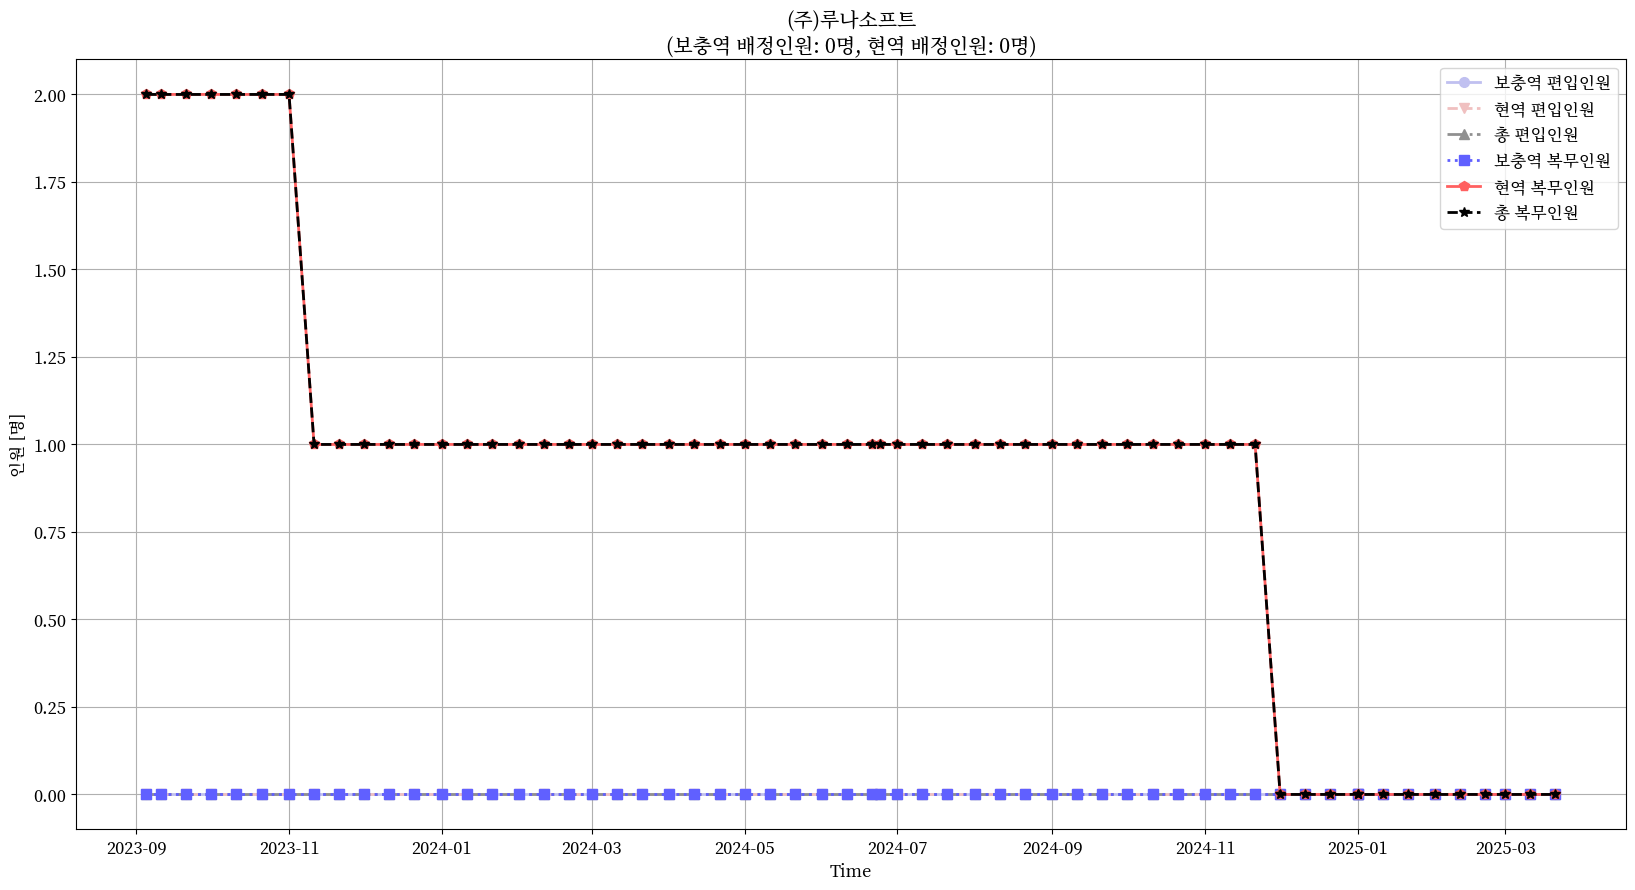 (주)루나소프트
(보충역 배정인원: 0명, 현역 배정인원: 0명)
보충역 편입인원
현역 편입인원
총 편입인원
보충역 복무인원
현역 복무인원
총 복무인원
인원 [명]
2.00
1.75
1.50
1.25
1.00
0.75
0.50
0.25
0.00
2023-09 2023-11 2024-01 2024-03 2024-05 2024-07 2024-09 2024-11 2025-01 2025-03
Time